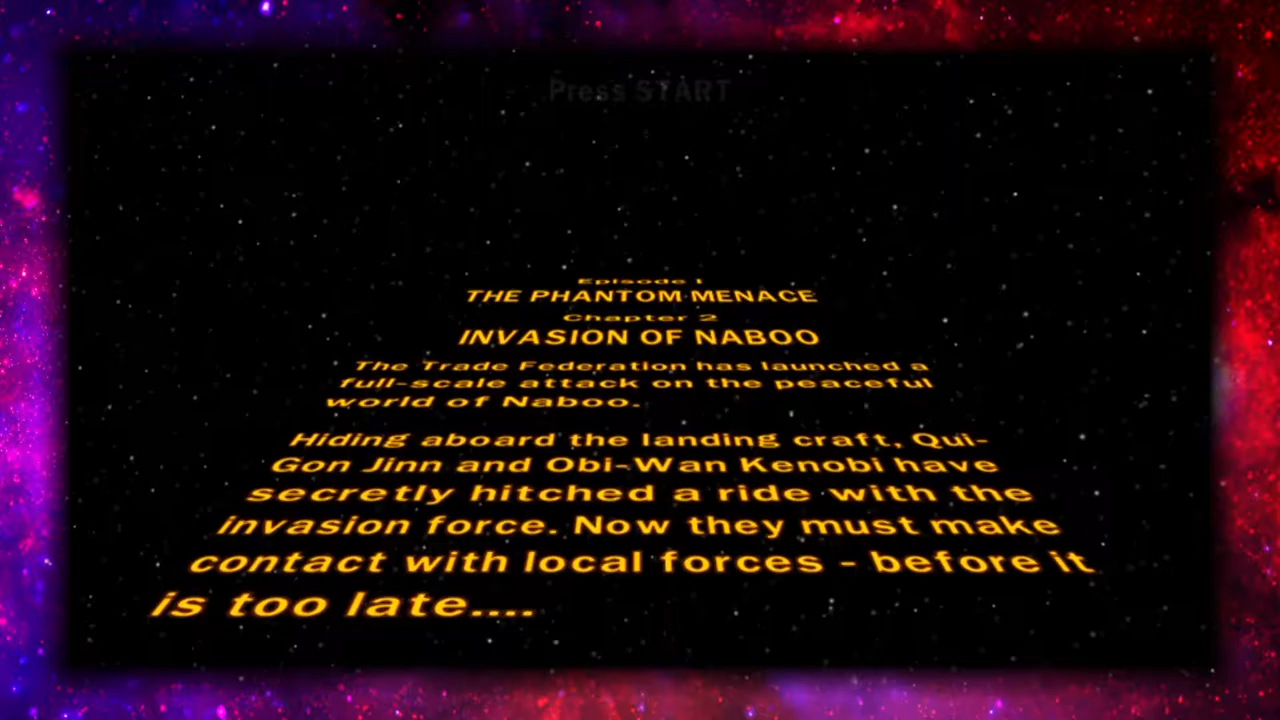 Press START
Episode I
THE PHANTOM MENACE
Chapter 2
INVASION OF NABOO
The Trade Federation has launched a
full-scale attack on the peaceful
world of Naboo.
Hiding aboard the landing craft, Qui-
Gon Jinn and Obi-Wan Kenobi have
secretly hitched a ride with the
invasion force. Now they must make
contact with local forces - before it
is too late....